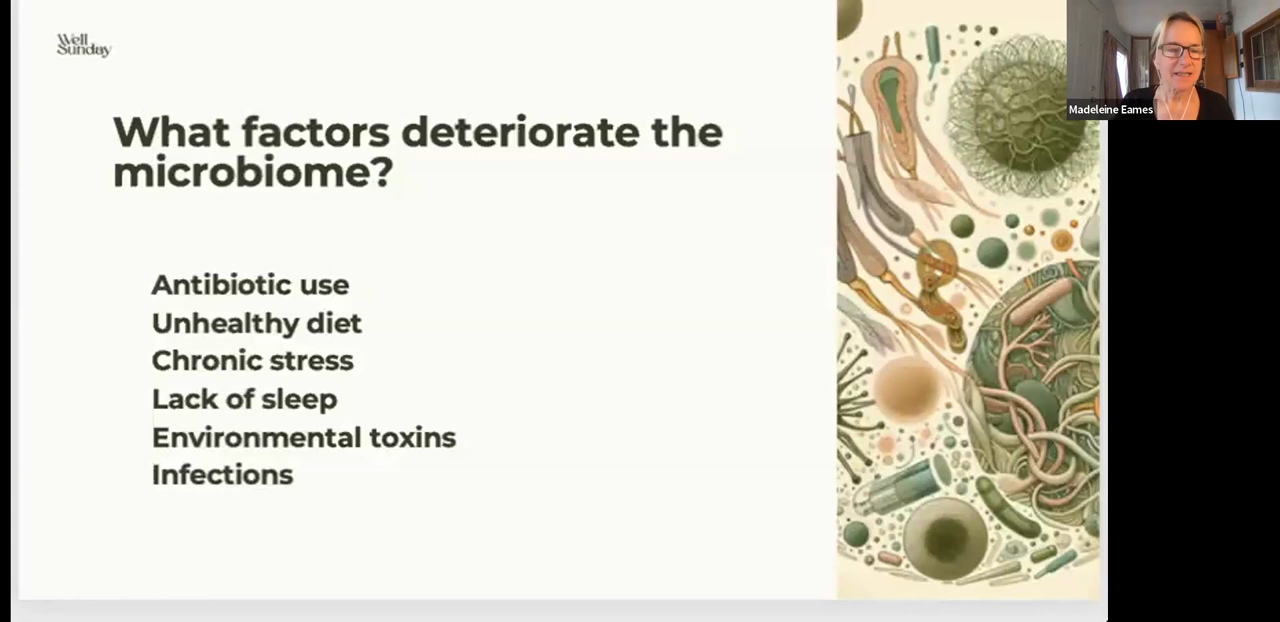 Well
Sunday
What factors deteriorate the
microbiome?
Antibiotic use
Unhealthy diet
Chronic stress
Lack of sleep
Environmental toxins
Infections
Madeleine Eames